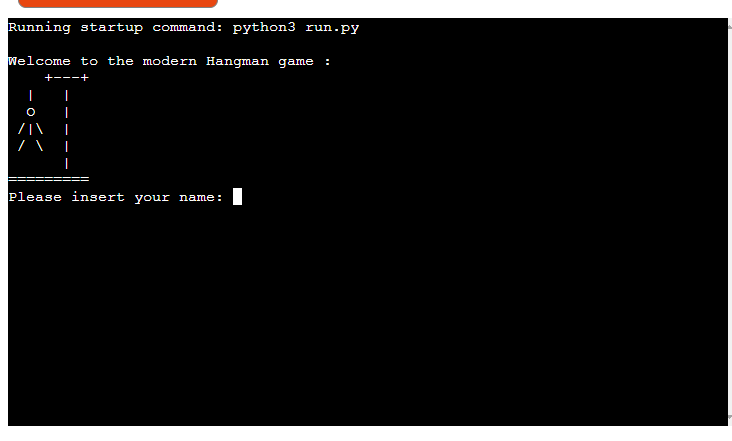 Running startup command: python3 run.py

Welcome to the modern Hangman game :
    +---+
  |   |
  o   |
 /|\  |
 / \  |
      |
=========
Please insert your name: